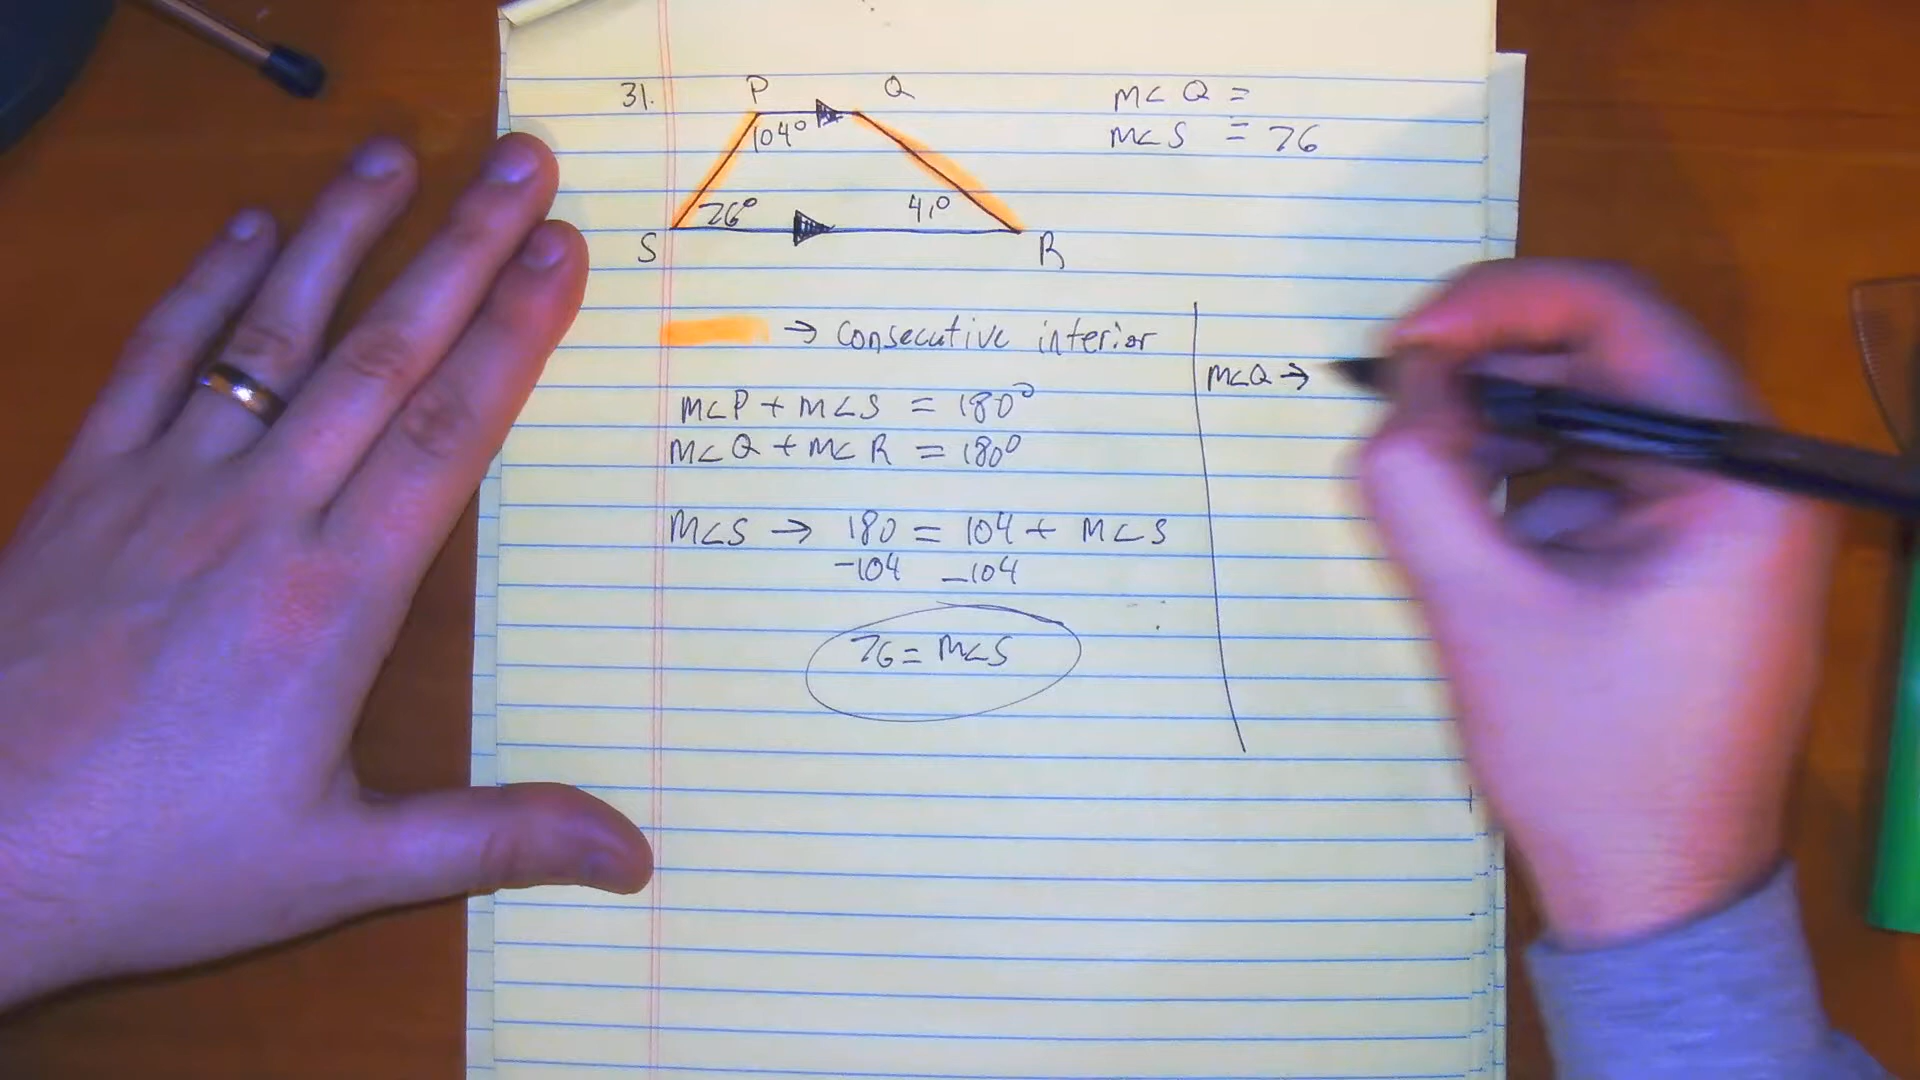 31.
P Q
104°
76° 41°
S R
m∠Q =
m∠S = 76
→ consecutive interior
m∠P + m∠S = 180°
m∠Q + m∠R = 180°
m∠S → 180 = 104 + m∠S
-104 -104
76 = m∠S
m∠Q →